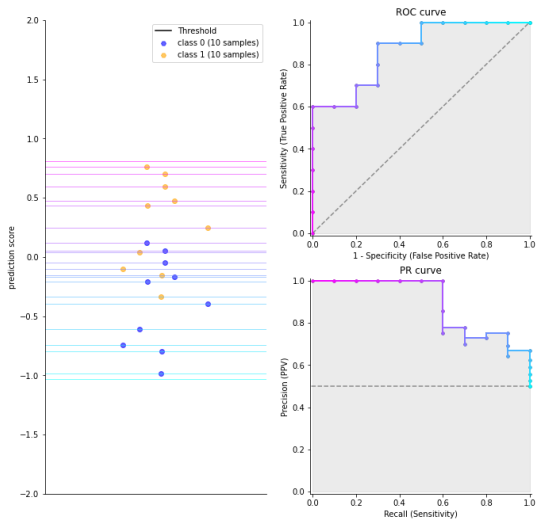 2.0
1.5
1.0
0.5
0.0
−0.5
−1.0
−1.5
−2.0
prediction score
Threshold
class 0 (10 samples)
class 1 (10 samples)
ROC curve
1.0
0.8
0.6
0.4
0.2
0.0
Sensitivity (True Positive Rate)
0.0 0.2 0.4 0.6 0.8 1.0
1 - Specificity (False Positive Rate)
PR curve
1.0
0.8
0.6
0.4
0.2
0.0
Precision (PPV)
0.0 0.2 0.4 0.6 0.8 1.0
Recall (Sensitivity)